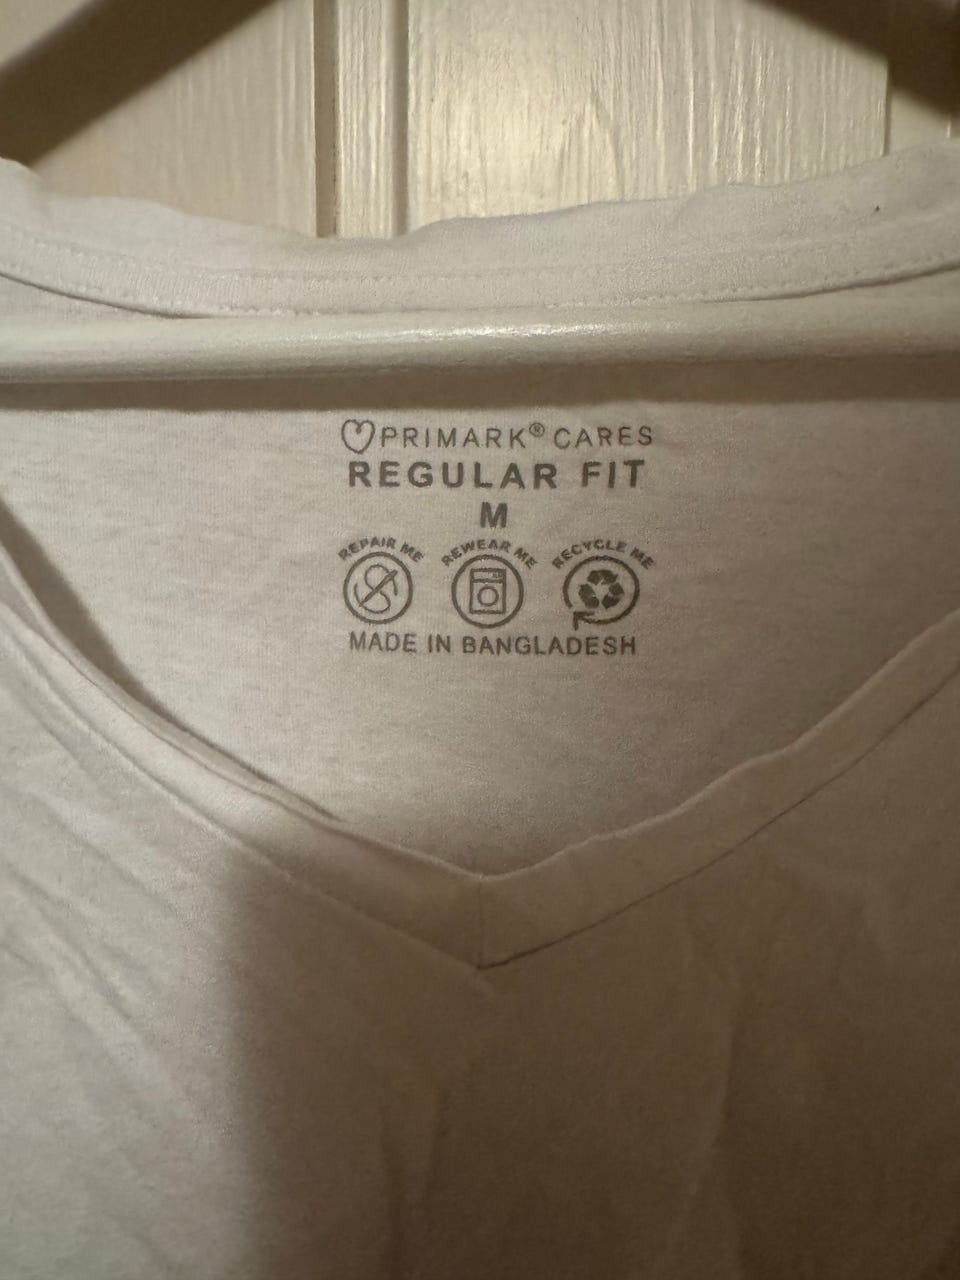 PRIMARK® CARES
REGULAR FIT
M
REPAIR ME REWEAR ME RECYCLE ME
MADE IN BANGLADESH